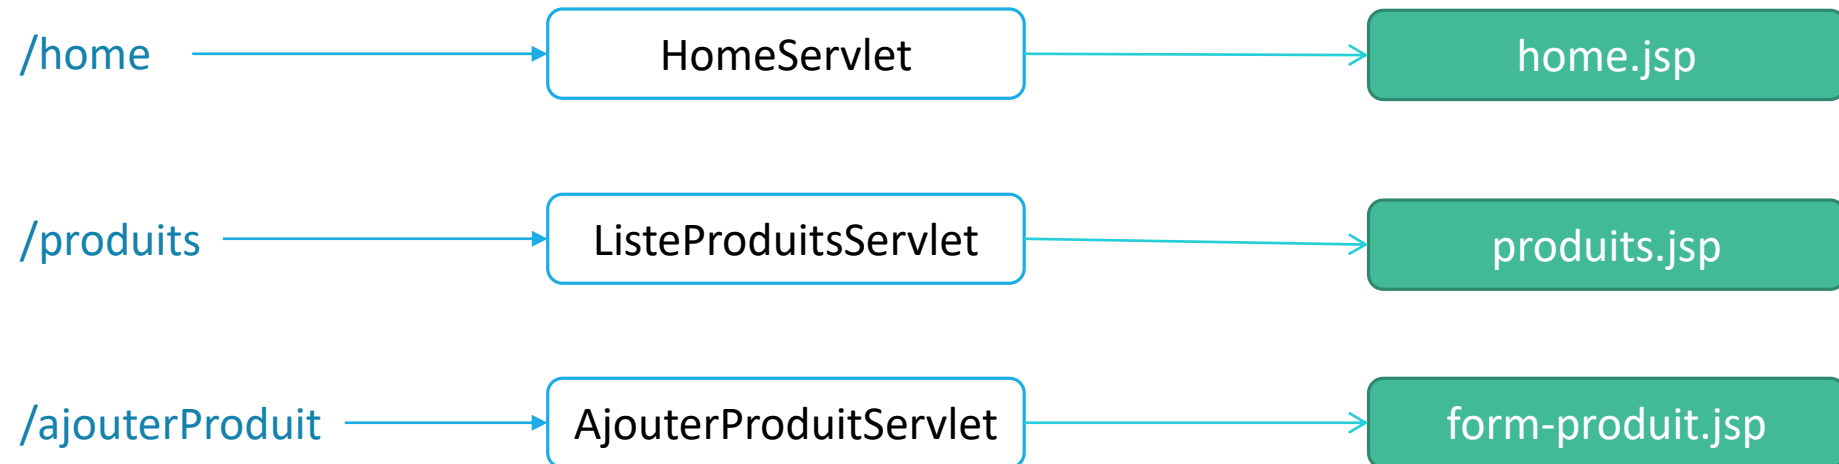 /home HomeServlet home.jsp
/produits ListeProduitsServlet produits.jsp
/ajouterProduit AjouterProduitServlet form-produit.jsp